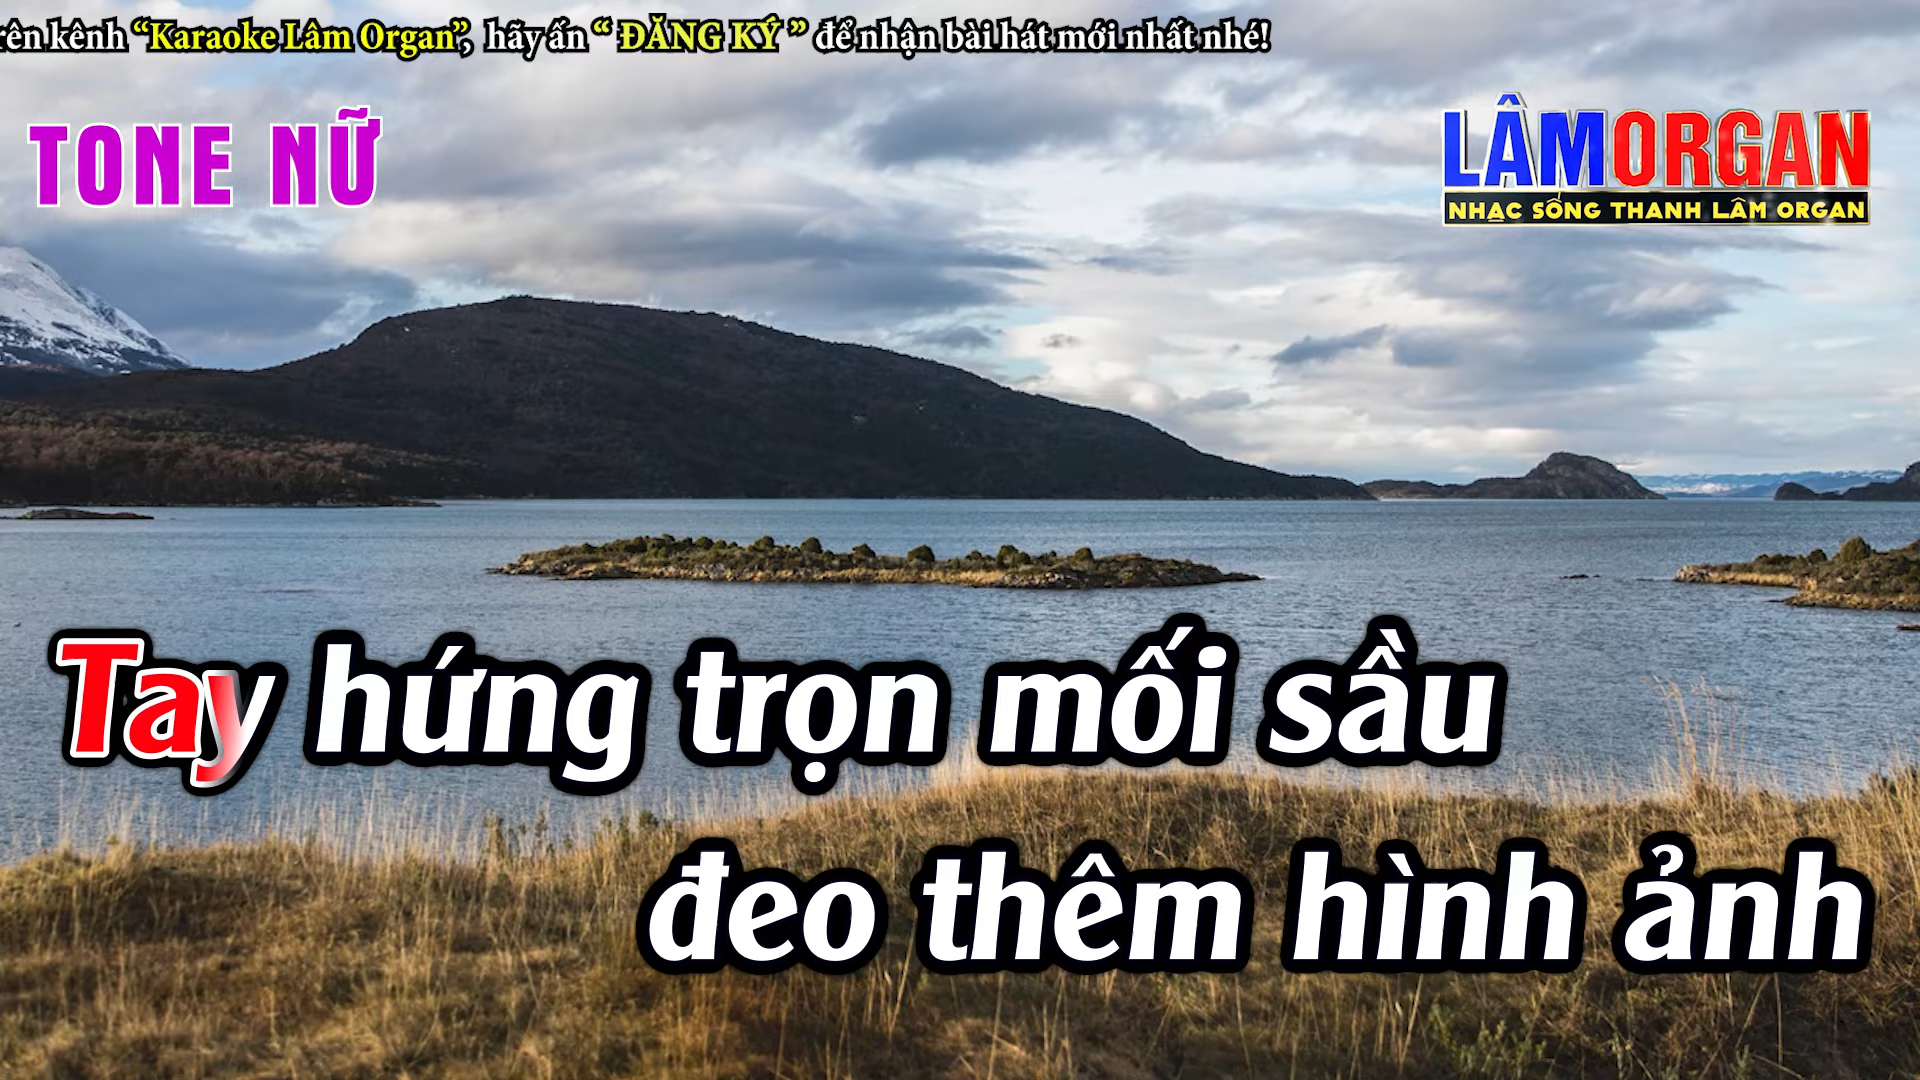 kênh “Karaoke Lâm Organ”, hãy ấn “ ĐĂNG KÝ ” để nhận bài hát mới nhất nhé!
TONE NỮ
LÂMORGAN
NHẠC SỐNG THANH LÂM ORGAN
Tay hứng trọn mối sầu
đeo thêm hình ảnh